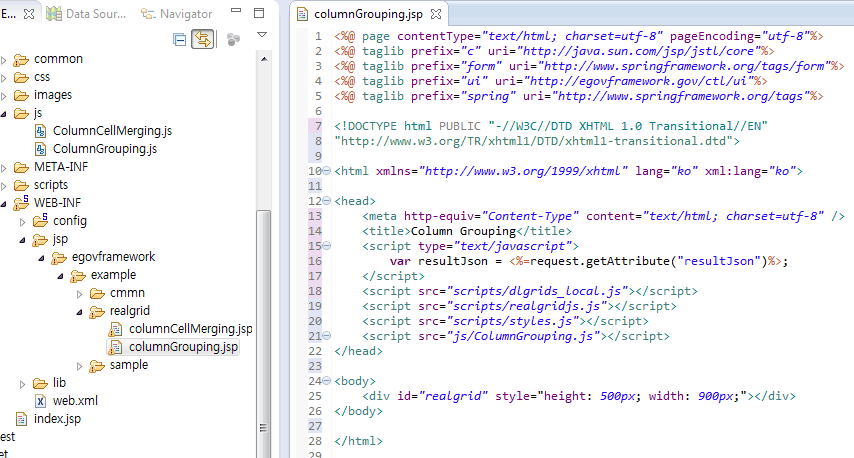 E...
Data Sour...
Navigator
common
css
images
js
ColumnCellMerging.js
ColumnGrouping.js
META-INF
scripts
WEB-INF
config
jsp
egovframework
example
cmmn
realgrid
columnCellMerging.jsp
columnGrouping.jsp
sample
lib
web.xml
index.jsp
est
et
columnGrouping.jsp
1 <%@ page contentType="text/html; charset=utf-8" pageEncoding="utf-8"%>
2 <%@ taglib prefix="c" uri="http://java.sun.com/jsp/jstl/core"%>
3 <%@ taglib prefix="form" uri="http://www.springframework.org/tags/form"%>
4 <%@ taglib prefix="ui" uri="http://egovframework.gov/ctl/ui"%>
5 <%@ taglib prefix="spring" uri="http://www.springframework.org/tags"%>
6
7 <!DOCTYPE html PUBLIC "-//W3C//DTD XHTML 1.0 Transitional//EN"
8 "http://www.w3.org/TR/xhtml1/DTD/xhtml1-transitional.dtd">
9
10 <html xmlns="http://www.w3.org/1999/xhtml" lang="ko" xml:lang="ko">
11
12 <head>
13 <meta http-equiv="Content-Type" content="text/html; charset=utf-8" />
14 <title>Column Grouping</title>
15 <script type="text/javascript">
16 var resultJson = <%=request.getAttribute("resultJson")%>;
17 </script>
18 <script src="scripts/dlgrids_local.js"></script>
19 <script src="scripts/realgridjs.js"></script>
20 <script src="scripts/styles.js"></script>
21 <script src="js/ColumnGrouping.js"></script>
22 </head>
23
24 <body>
25 <div id="realgrid" style="height: 500px; width: 900px;"></div>
26 </body>
27
28 </html>
29